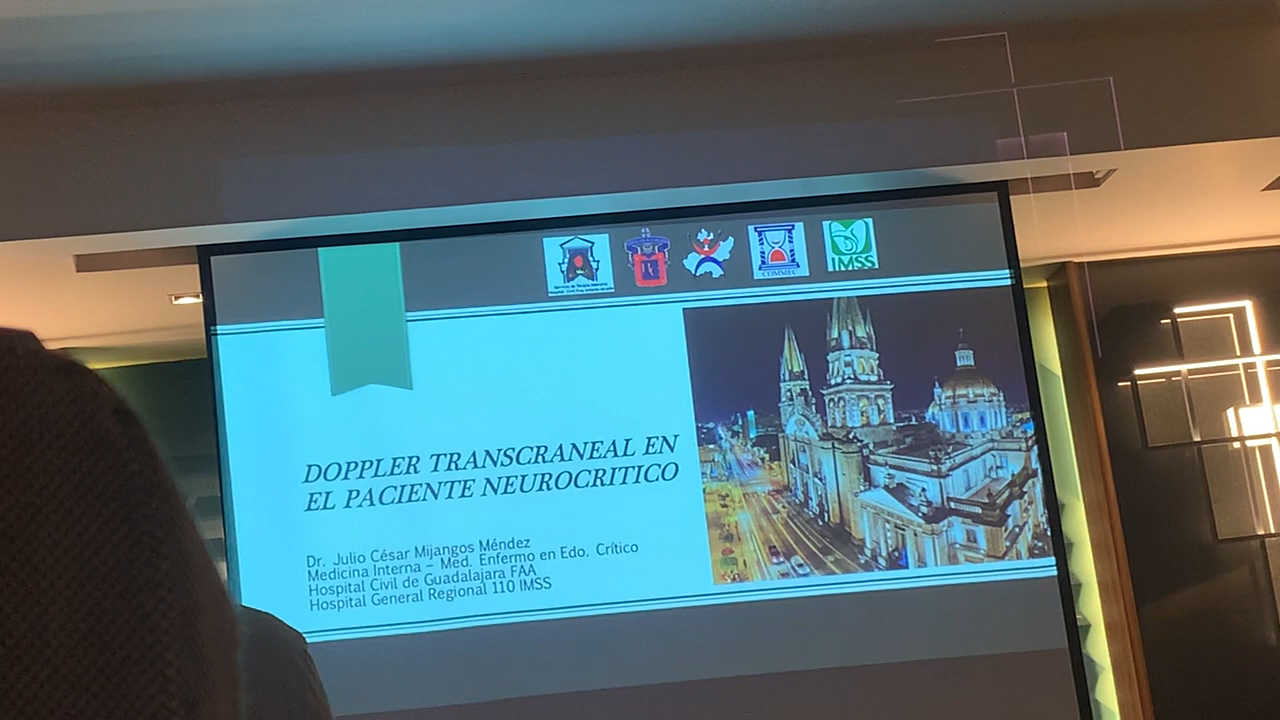 COMMEC
IMSS
DOPPLER TRANSCRANEAL EN
EL PACIENTE NEUROCRITICO
Dr. Julio César Mijangos Méndez
Medicina Interna – Med. Enfermo en Edo. Crítico
Hospital Civil de Guadalajara FAA
Hospital General Regional 110 IMSS